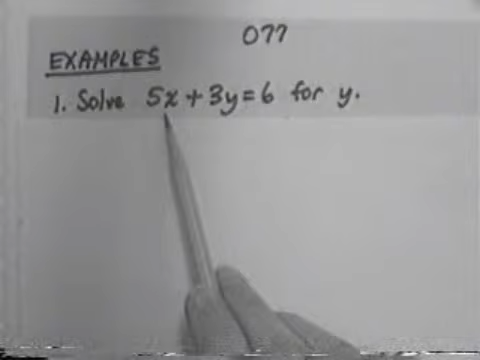 077
EXAMPLES
1. Solve 5x + 3y = 6 for y.